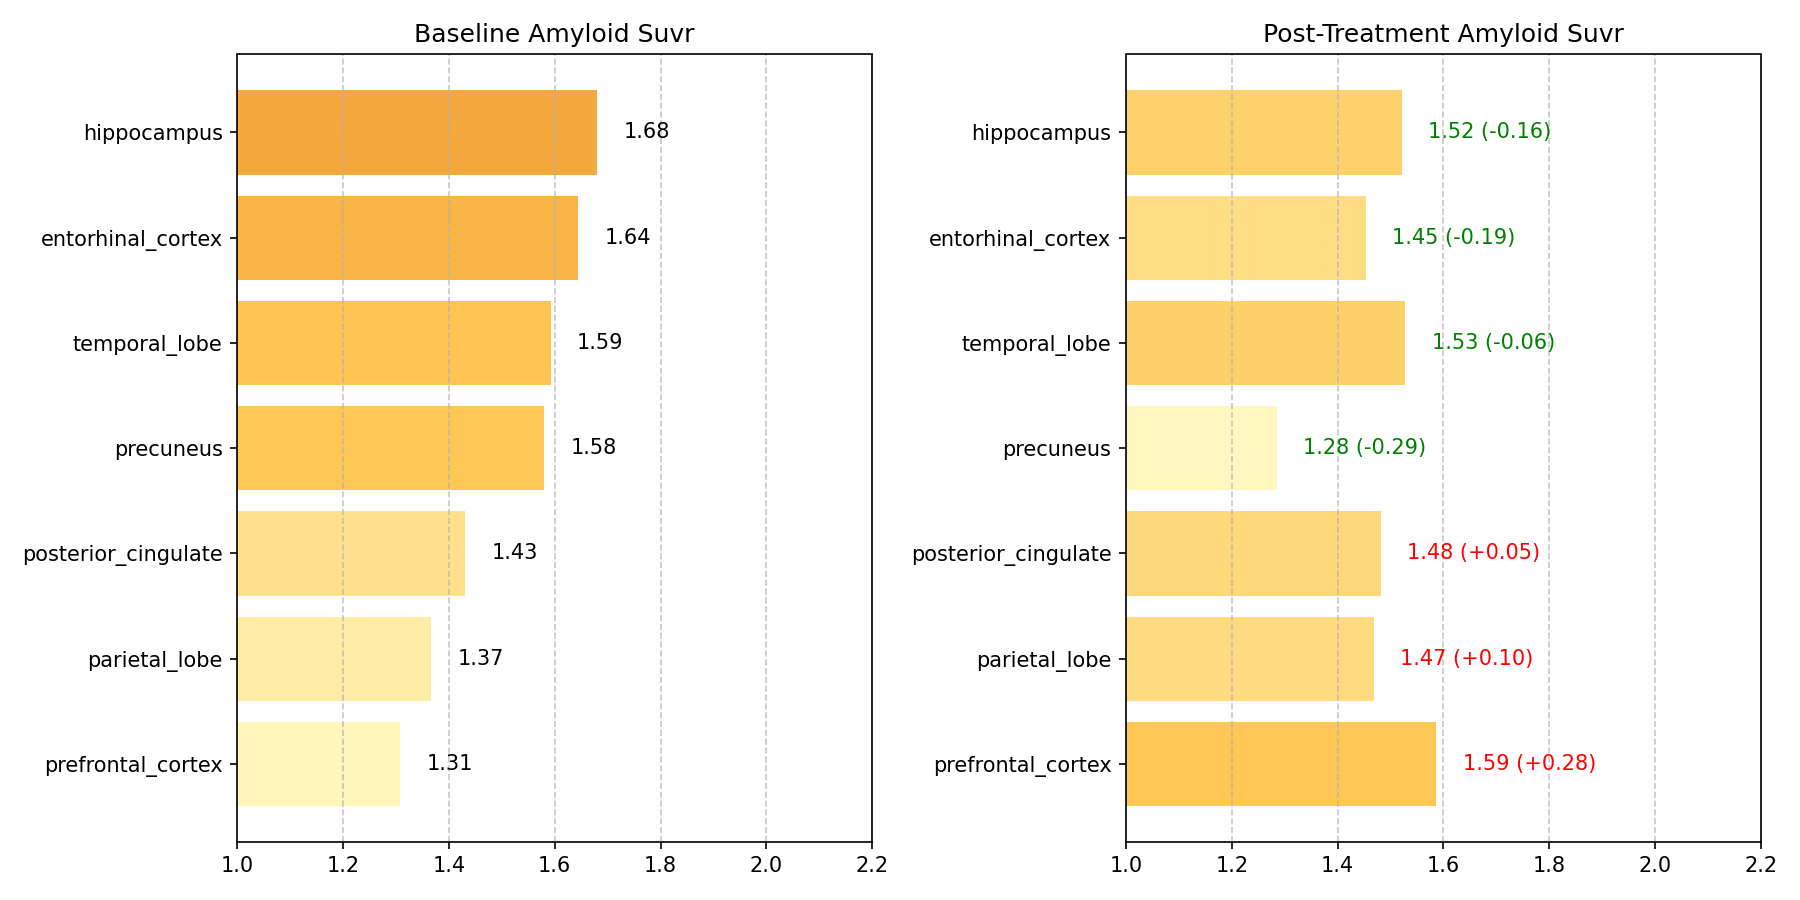 Baseline Amyloid Suvr
hippocampus
1.68
entorhinal_cortex
1.64
temporal_lobe
1.59
precuneus
1.58
posterior_cingulate
1.43
parietal_lobe
1.37
prefrontal_cortex
1.31
1.0 1.2 1.4 1.6 1.8 2.0 2.2
Post-Treatment Amyloid Suvr
hippocampus
1.52 (-0.16)
entorhinal_cortex
1.45 (-0.19)
temporal_lobe
1.53 (-0.06)
precuneus
1.28 (-0.29)
posterior_cingulate
1.48 (+0.05)
parietal_lobe
1.47 (+0.10)
prefrontal_cortex
1.59 (+0.28)
1.0 1.2 1.4 1.6 1.8 2.0 2.2